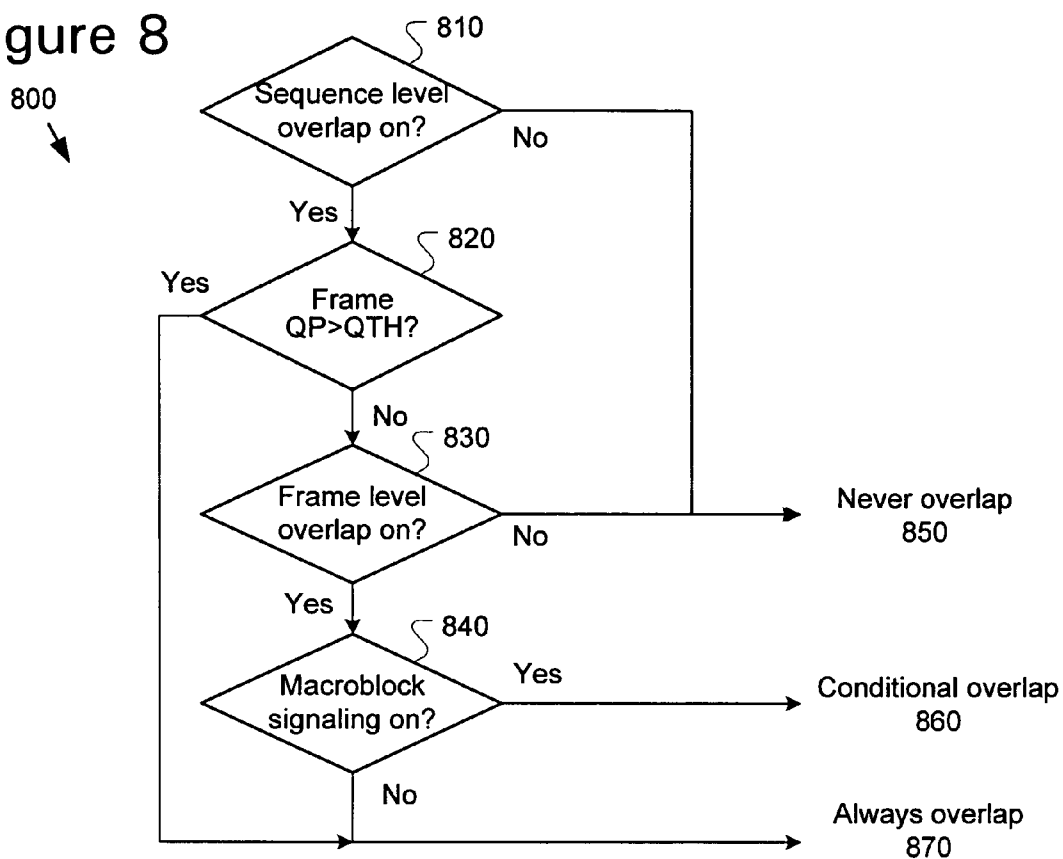 gure 8
800
810
Sequence level
overlap on?
No
Yes
820
Yes
Frame
QP>QTH?
No
830
Frame level
overlap on?
No
Never overlap
850
Yes
840
Macroblock
signaling on?
Yes
Conditional overlap
860
No
Always overlap
870